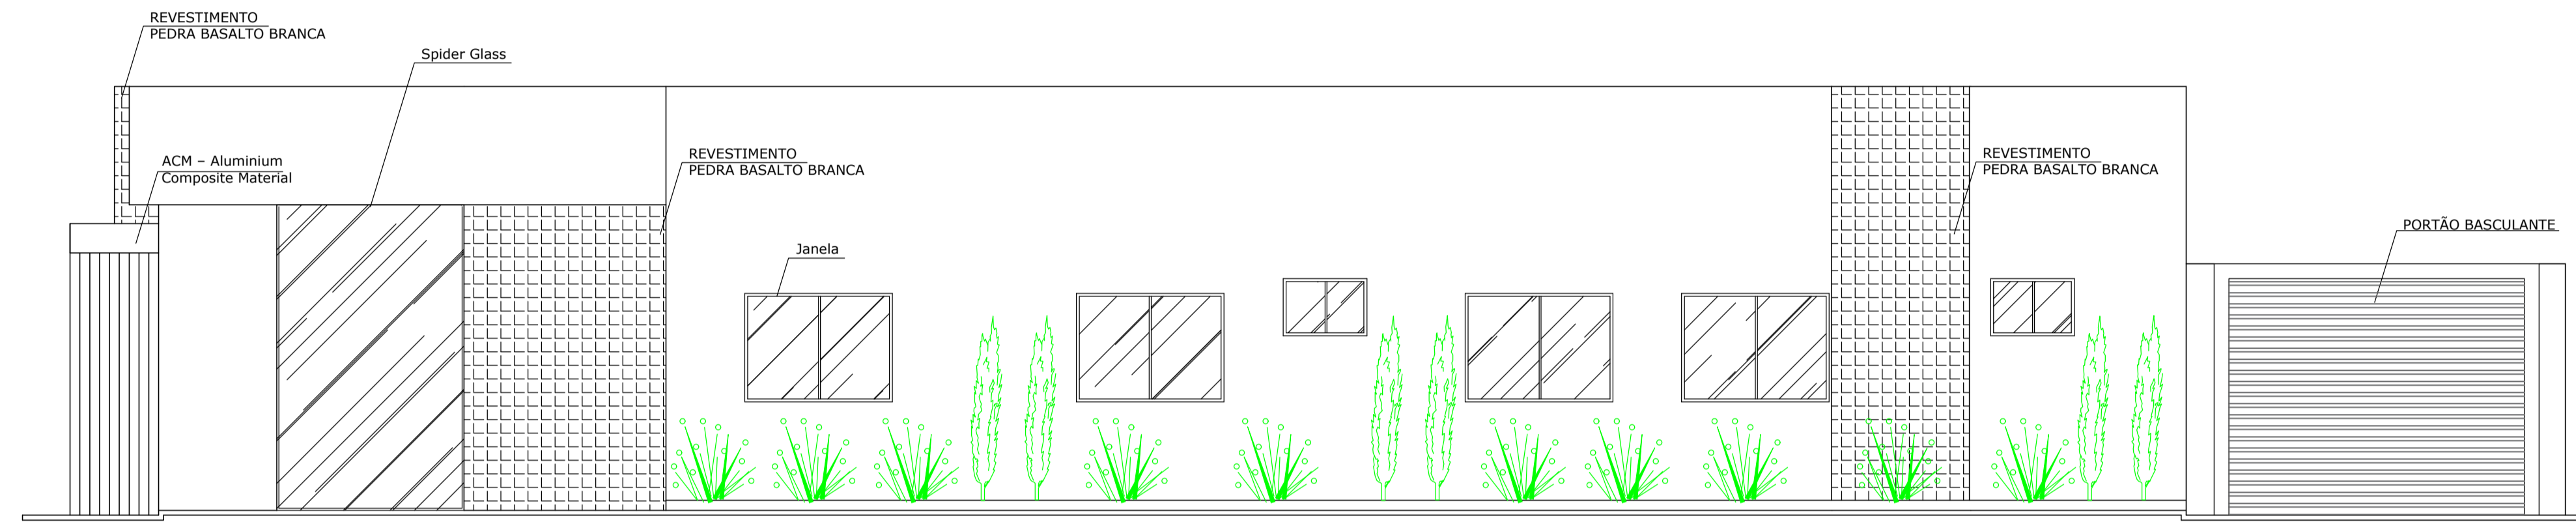 REVESTIMENTO
PEDRA BASALTO BRANCA
Spider Glass
ACM – Aluminium
Composite Material
REVESTIMENTO
PEDRA BASALTO BRANCA
Janela
REVESTIMENTO
PEDRA BASALTO BRANCA
PORTÃO BASCULANTE